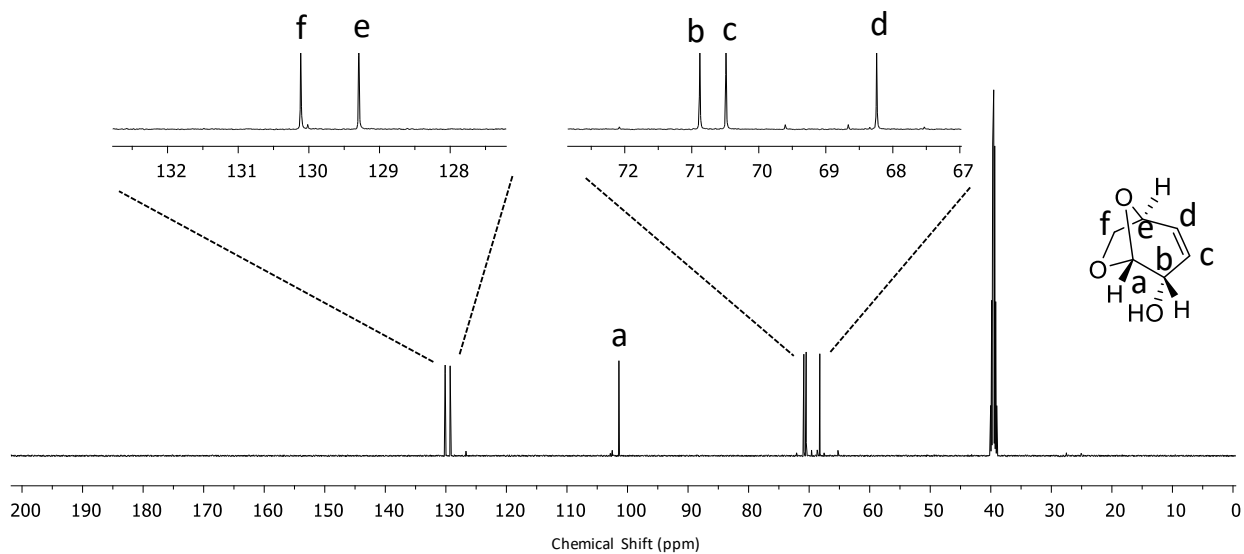 f e b c d
132 131 130 129 128 72 71 70 69 68 67
a
O H
f d
e
b c
O
a
H H
HO
200 190 180 170 160 150 140 130 120 110 100 90 80 70 60 50 40 30 20 10 0
Chemical Shift (ppm)